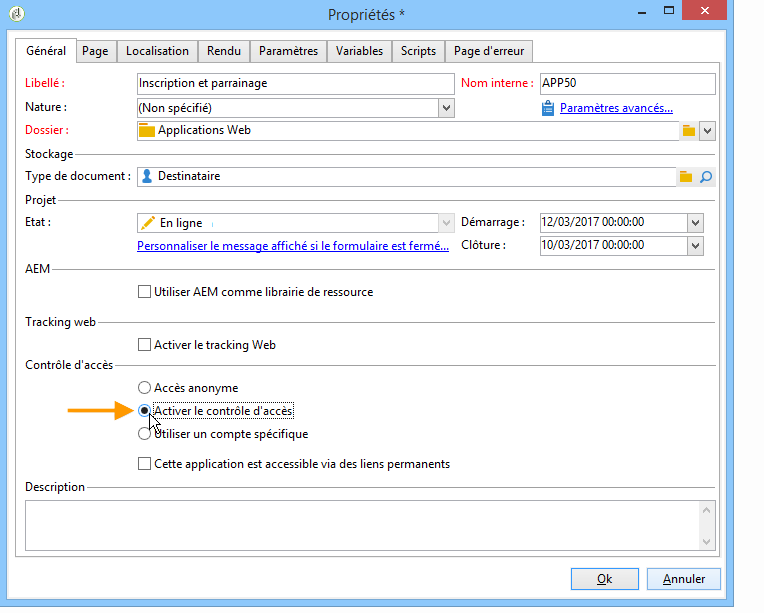 Propriétés *
Général Page Localisation Rendu Paramètres Variables Scripts Page d'erreur
Libellé : Inscription et parrainage Nom interne : APP50
Nature : (Non spécifié) Paramètres avancés...
Dossier : Applications Web
Stockage
Type de document : Destinataire
Projet
Etat : En ligne Démarrage : 12/03/2017 00:00:00
Personnaliser le message affiché si le formulaire est fermé... Clôture : 10/03/2017 00:00:00
AEM
Utiliser AEM comme librairie de ressource
Tracking web
Activer le tracking Web
Contrôle d'accès
Accès anonyme
Activer le contrôle d'accès
Utiliser un compte spécifique
Cette application est accessible via des liens permanents
Description
Ok Annuler